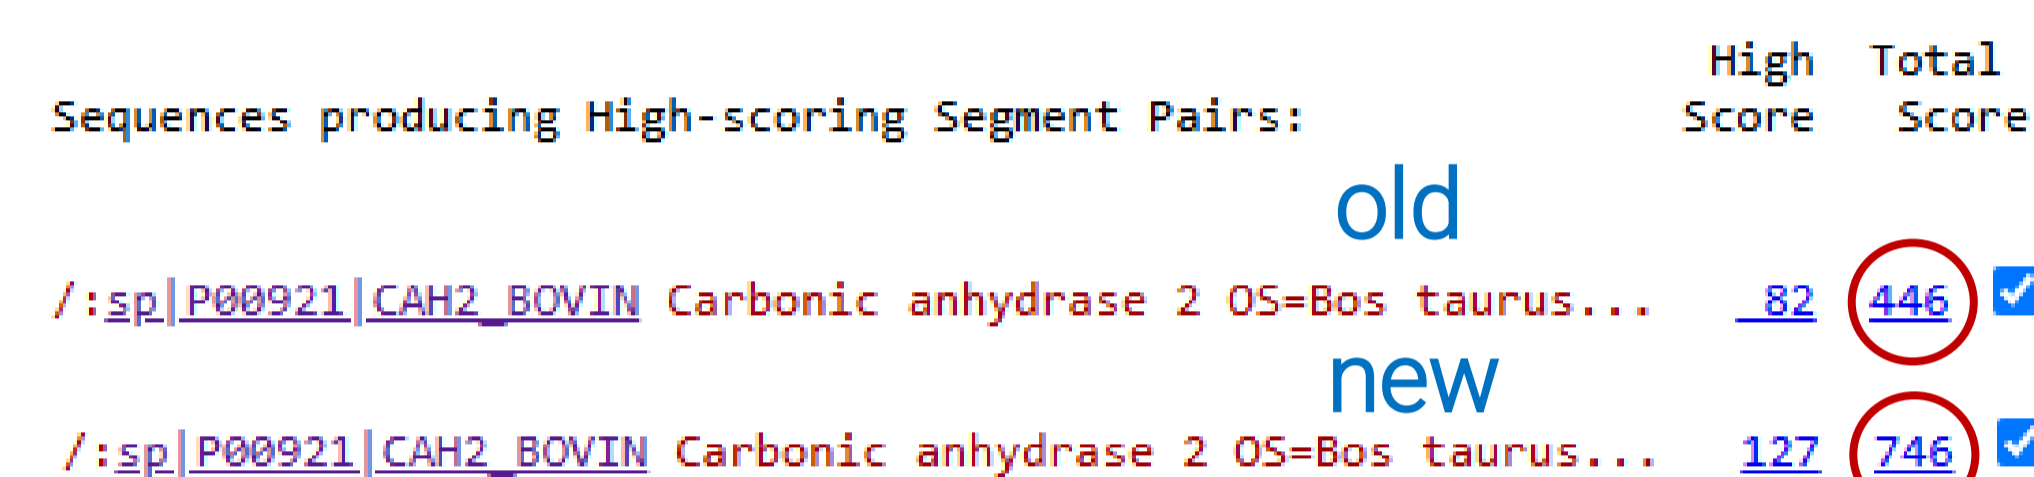 High Total
Sequences producing High-scoring Segment Pairs: Score Score
old
/:sp|P00921|CAH2_BOVIN Carbonic anhydrase 2 OS=Bos taurus... 82 446
new
/:sp|P00921|CAH2_BOVIN Carbonic anhydrase 2 OS=Bos taurus... 127 746